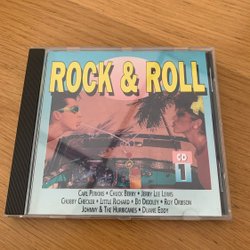 ROCK & ROLL
CD
1
CARL PERKINS • CHUCK BERRY • JERRY LEE LEWIS
CHUBBY CHECKER • LITTLE RICHARD • BO DIDDLEY • ROY ORBISON
JOHNNY & THE HURRICANES • DUANE EDDY